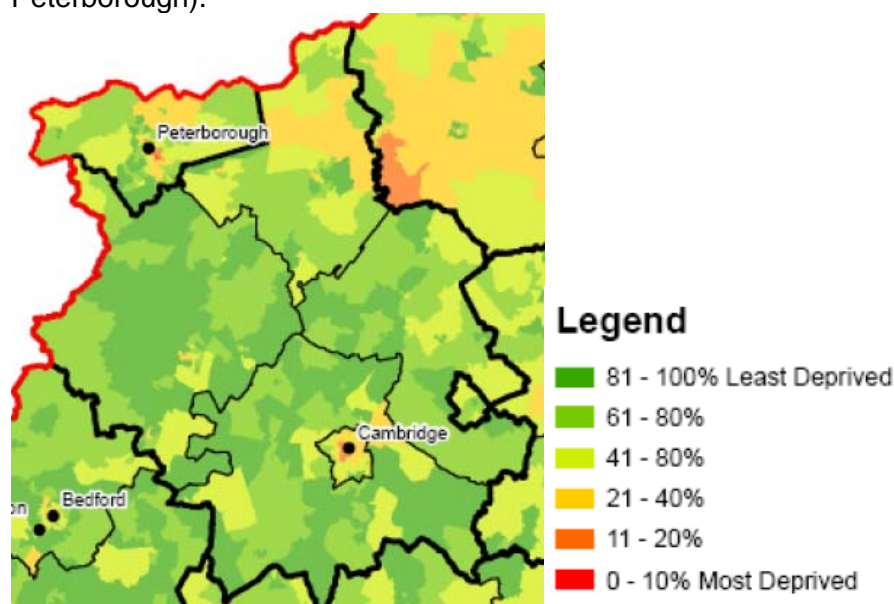 Peterborough).
Peterborough
Cambridge
Bedford
on
Legend
81 - 100% Least Deprived
61 - 80%
41 - 80%
21 - 40%
11 - 20%
0 - 10% Most Deprived